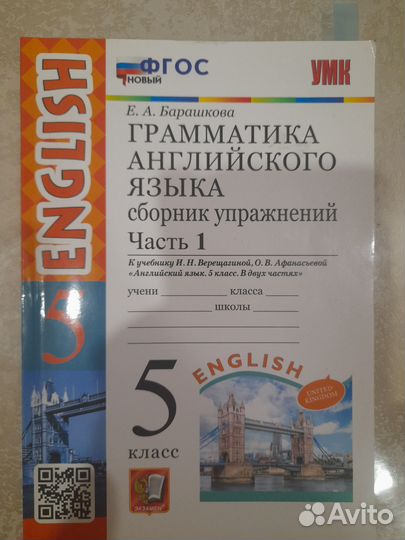 ФГОС
НОВЫЙ
УМК
Е. А. Барашкова
ГРАММАТИКА
АНГЛИЙСКОГО
ЯЗЫКА
сборник упражнений
Часть 1
К учебнику И. Н. Верещагиной, О. В. Афанасьевой
«Английский язык. 5 класс. В двух частях»
учени класса
школы
5
класс
ENGLISH
UNITED
KINGDOM
ЭКЗАМЕН
ENGLISH
5
Avito